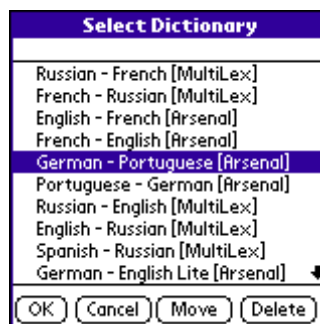 Select Dictionary
Russian - French [MultiLex]
French - Russian [MultiLex]
English - French [Arsenal]
French - English [Arsenal]
German - Portuguese [Arsenal]
Portuguese - German [Arsenal]
Russian - English [MultiLex]
English - Russian [MultiLex]
Spanish - Russian [MultiLex]
German - English Lite [Arsenal]
OK Cancel Move Delete